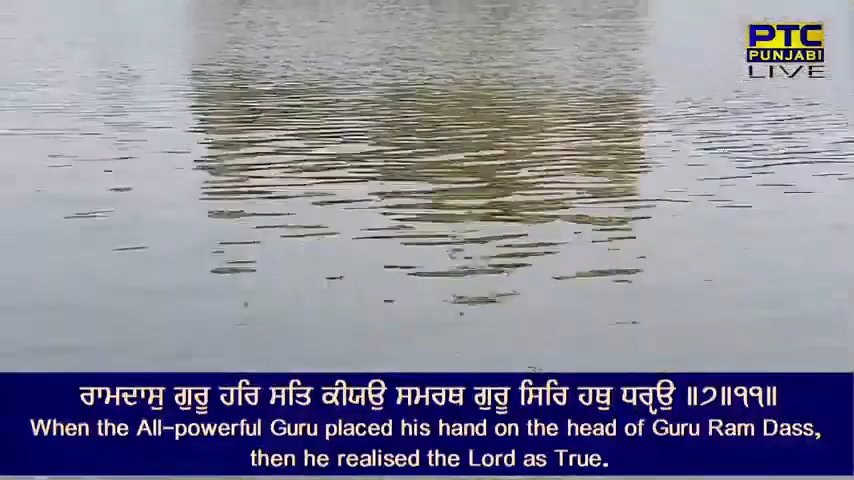 PTC
PUNJABI
LIVE
ਰਾਮਦਾਸੁ ਗੁਰੂ ਹਰਿ ਸਤਿ ਕੀਯਉ ਸਮਰਥ ਗੁਰੂ ਸਿਰਿ ਹਥੁ ਧਰੵਉ ॥੭॥੧੧॥
When the All-powerful Guru placed his hand on the head of Guru Ram Dass,
then he realised the Lord as True.